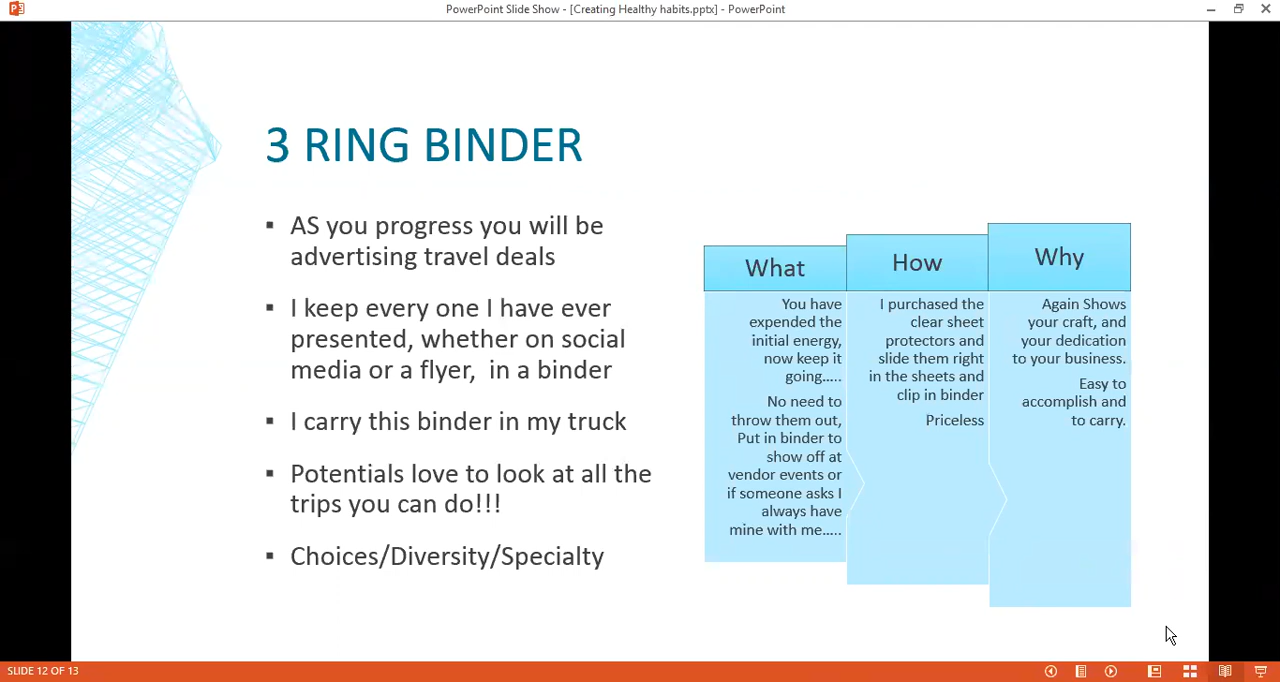 PowerPoint Slide Show - [Creating Healthy habits.pptx] - PowerPoint
3 RING BINDER
▪ AS you progress you will be
advertising travel deals
▪ I keep every one I have ever
presented, whether on social
media or a flyer, in a binder
▪ I carry this binder in my truck
▪ Potentials love to look at all the
trips you can do!!!
▪ Choices/Diversity/Specialty
What
You have
expended the
initial energy,
now keep it
going.....
No need to
throw them out,
Put in binder to
show off at
vendor events or
if someone asks I
always have
mine with me.....
How
I purchased the
clear sheet
protectors and
slide them right
in the sheets and
clip in binder
Priceless
Why
Again Shows
your craft, and
your dedication
to your business.
Easy to
accomplish and
to carry.
SLIDE 12 OF 13